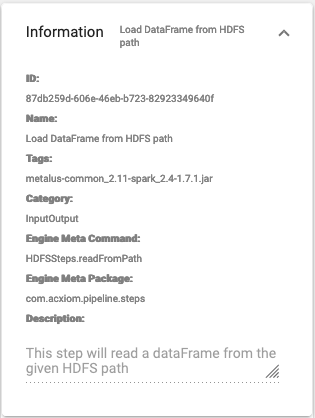 Information
Load DataFrame from HDFS
path
ID:
87db259d-606e-46eb-b723-82923349640f
Name:
Load DataFrame from HDFS path
Tags:
metalus-common_2.11-spark_2.4-1.7.1.jar
Category:
InputOutput
Engine Meta Command:
HDFSSteps.readFromPath
Engine Meta Package:
com.acxiom.pipeline.steps
Description:
This step will read a dataFrame from the
given HDFS path